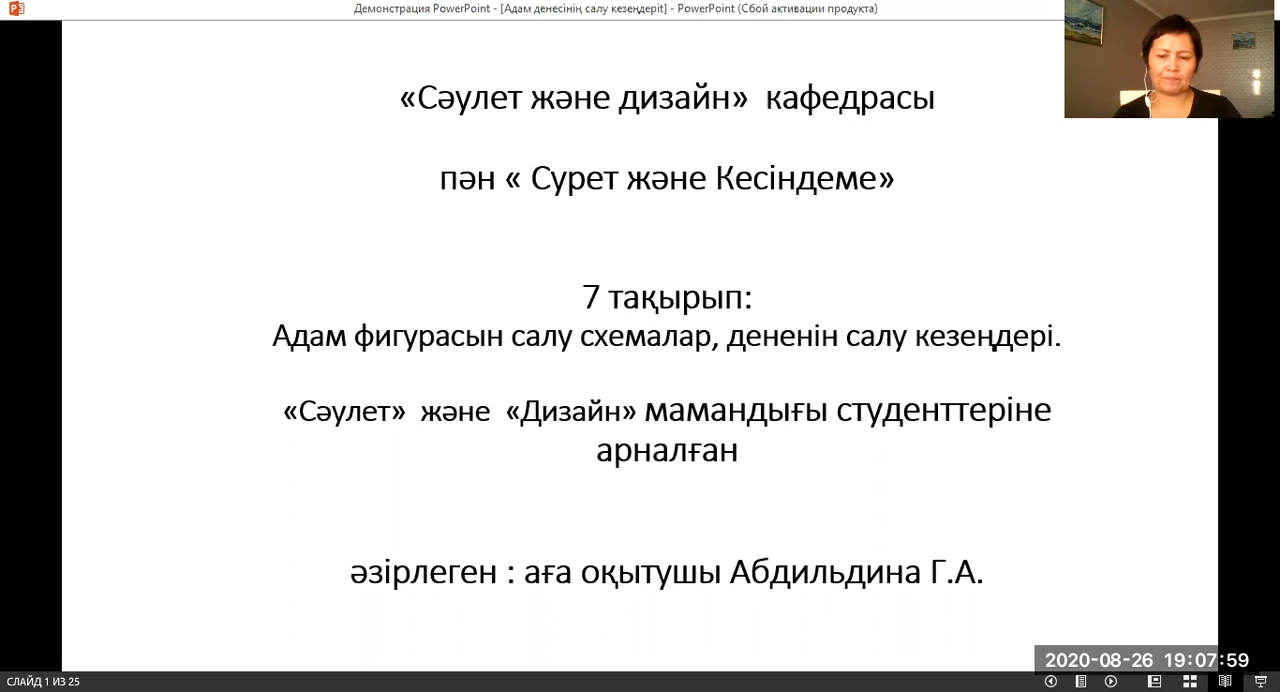 Демонстрация PowerPoint - [Адам денесінің салу кезеңдеріt] - PowerPoint (Сбой активации продукта)
«Сәулет және дизайн» кафедрасы
пән « Сурет және Кесіндеме»
7 тақырып:
Адам фигурасын салу схемалар, дененін салу кезеңдері.
«Сәулет» және «Дизайн» мамандығы студенттеріне
арналған
әзірлеген : аға оқытушы Абдильдина Г.А.
2020-08-26 19:07:59
СЛАЙД 1 ИЗ 25